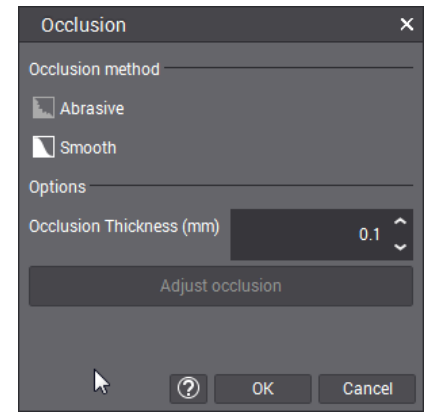 Occlusion
Occlusion method
Abrasive
Smooth
Options
Occlusion Thickness (mm) 0.1
Adjust occlusion
? OK Cancel